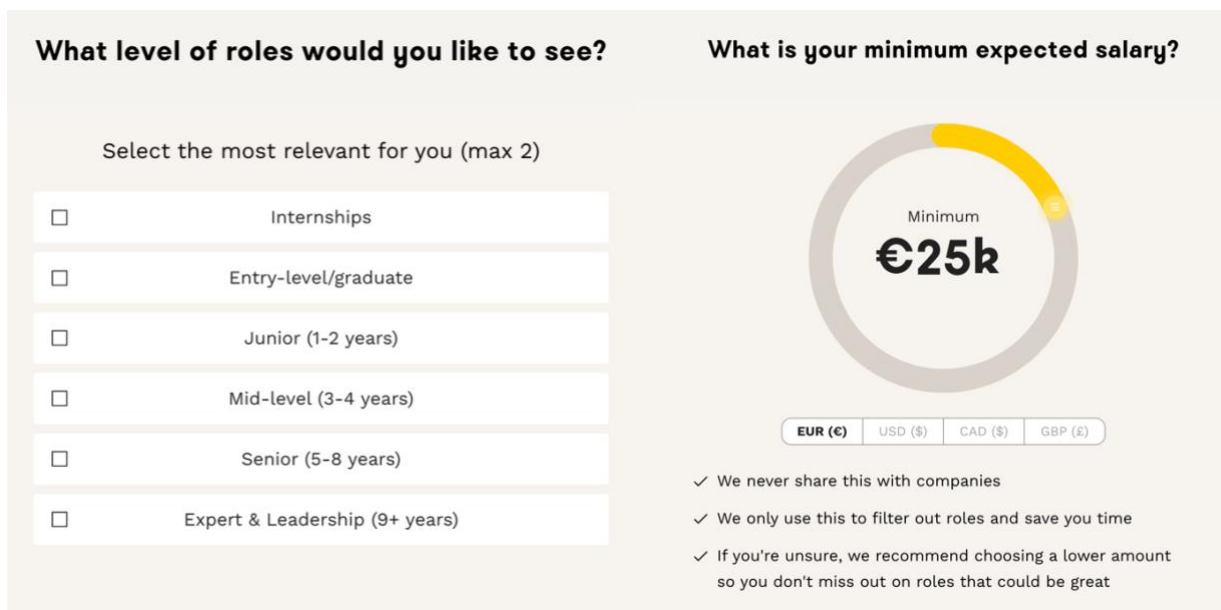 What level of roles would you like to see?
Select the most relevant for you (max 2)
Internships
Entry-level/graduate
Junior (1-2 years)
Mid-level (3-4 years)
Senior (5-8 years)
Expert & Leadership (9+ years)
What is your minimum expected salary?
Minimum
€25k
EUR (€) USD ($) CAD ($) GBP (£)
We never share this with companies
We only use this to filter out roles and save you time
If you're unsure, we recommend choosing a lower amount
so you don't miss out on roles that could be great